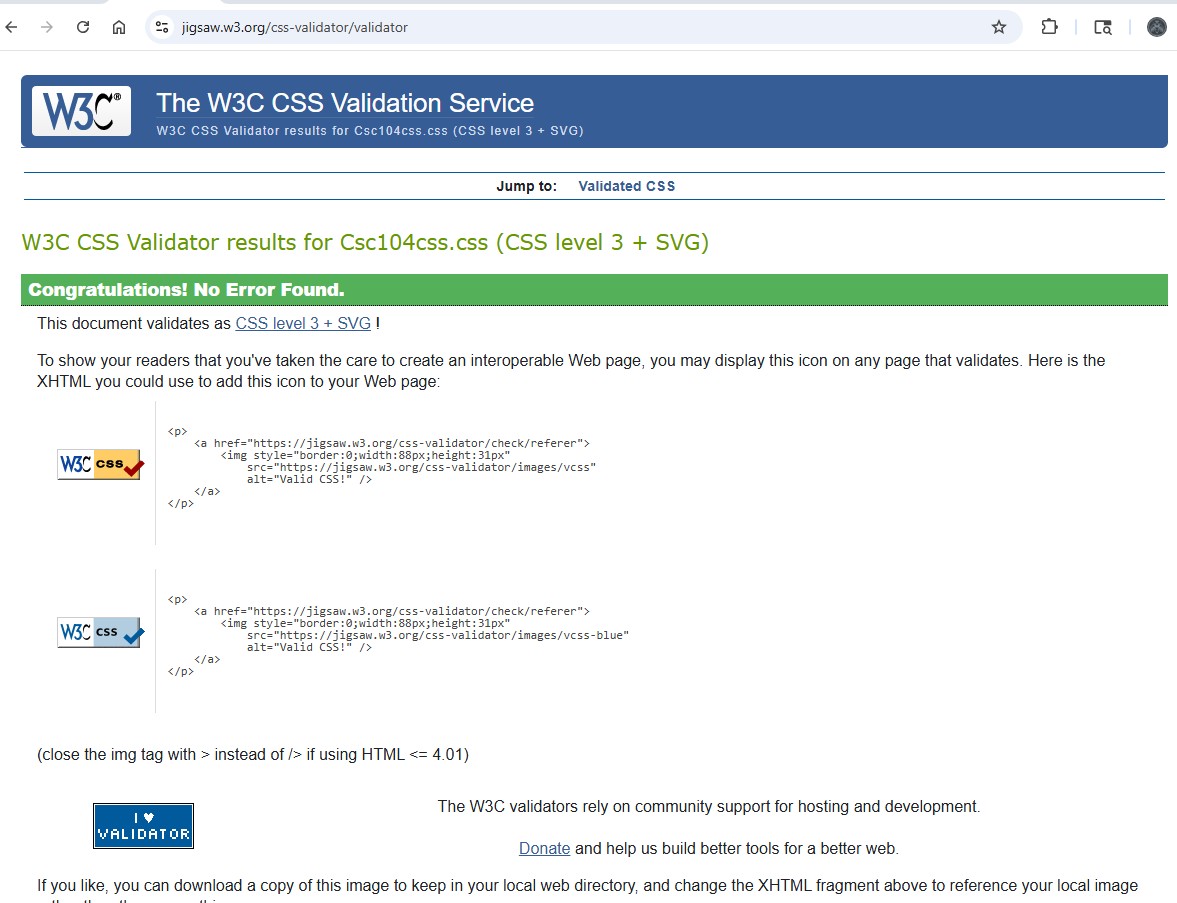 jigsaw.w3.org/css-validator/validator
W3C®
The W3C CSS Validation Service
W3C CSS Validator results for Csc104css.css (CSS level 3 + SVG)
Jump to: Validated CSS
W3C CSS Validator results for Csc104css.css (CSS level 3 + SVG)
Congratulations! No Error Found.
This document validates as CSS level 3 + SVG !
To show your readers that you've taken the care to create an interoperable Web page, you may display this icon on any page that validates. Here is the
XHTML you could use to add this icon to your Web page:
W3C css
<p>
<a href="https://jigsaw.w3.org/css-validator/check/referer">
<img style="border:0;width:88px;height:31px"
src="https://jigsaw.w3.org/css-validator/images/vcss"
alt="Valid CSS!" />
</a>
</p>
W3C css
<p>
<a href="https://jigsaw.w3.org/css-validator/check/referer">
<img style="border:0;width:88px;height:31px"
src="https://jigsaw.w3.org/css-validator/images/vcss-blue"
alt="Valid CSS!" />
</a>
</p>
(close the img tag with > instead of /> if using HTML <= 4.01)
I ♥
VALIDATOR
The W3C validators rely on community support for hosting and development.
Donate and help us build better tools for a better web.
If you like, you can download a copy of this image to keep in your local web directory, and change the XHTML fragment above to reference your local image